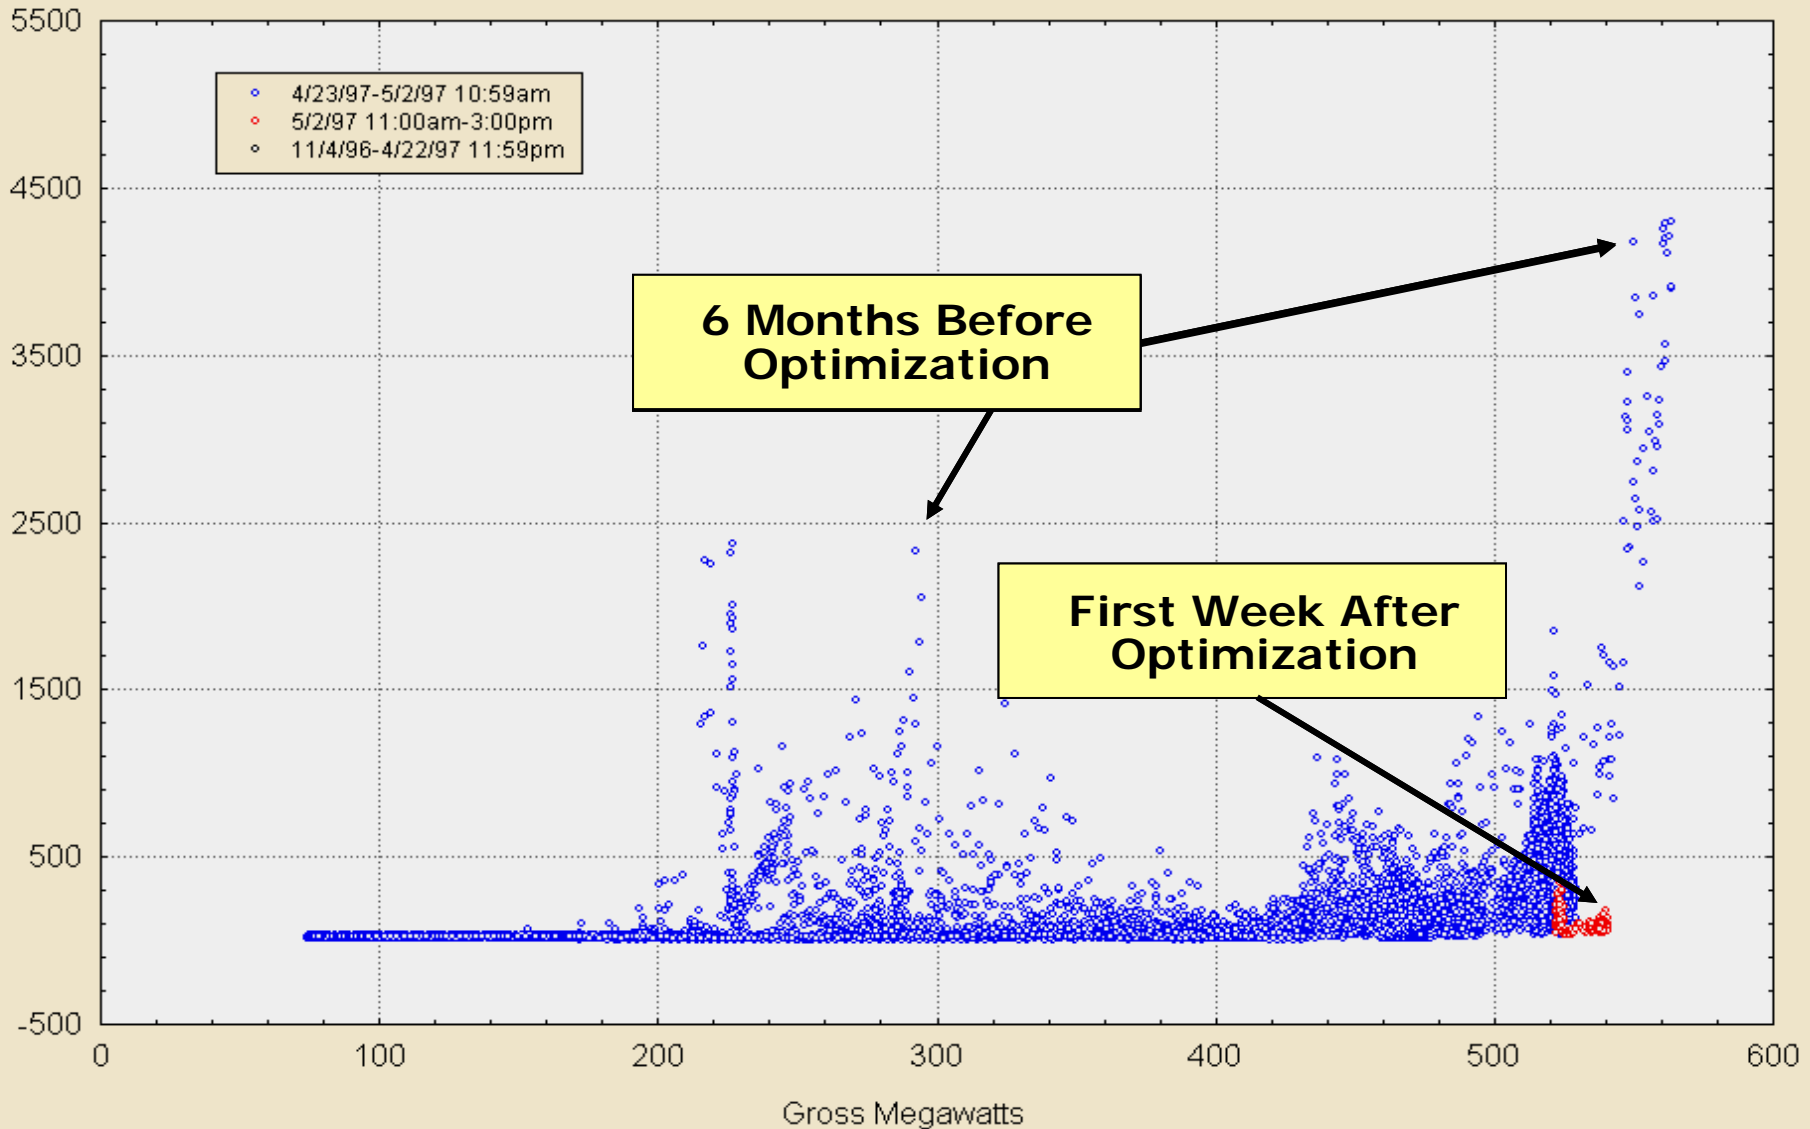 5500
4500
3500
2500
1500
500
-500
4/23/97-5/2/97 10:59am
5/2/97 11:00am-3:00pm
11/4/96-4/22/97 11:59pm
6 Months Before
Optimization
First Week After
Optimization
0 100 200 300 400 500 600
Gross Megawatts